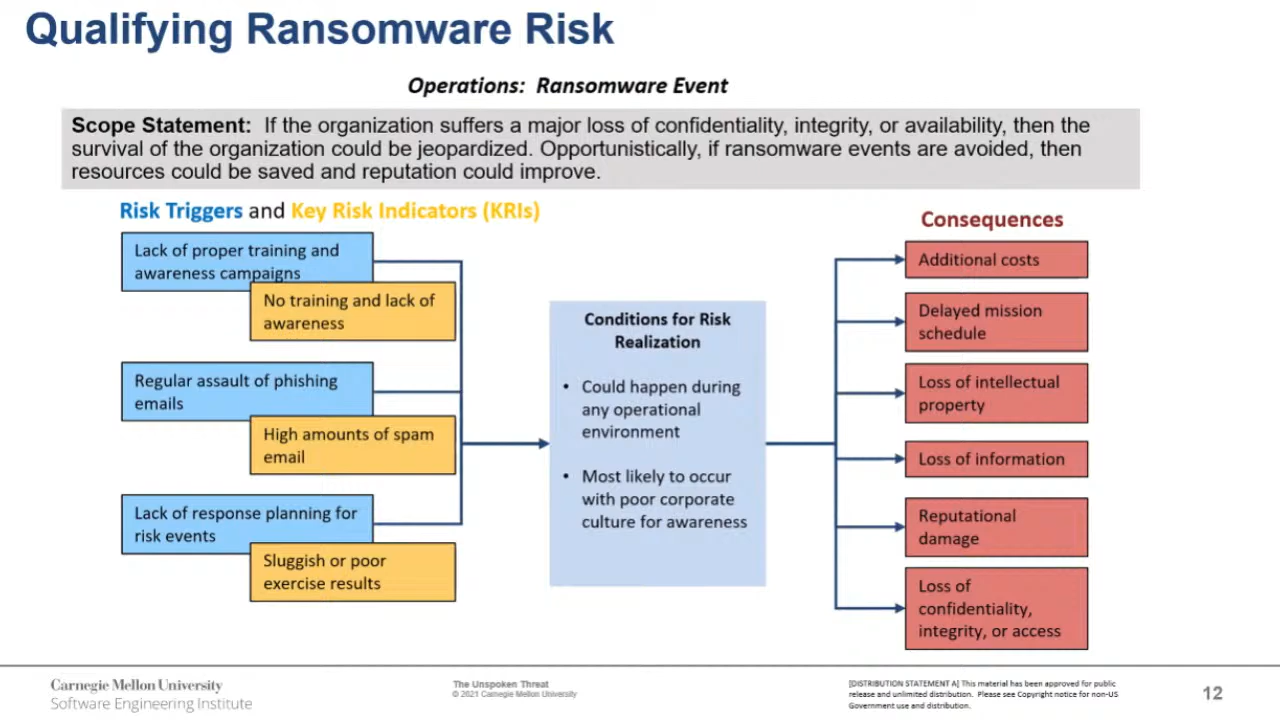 Qualifying Ransomware Risk
Operations: Ransomware Event
Scope Statement: If the organization suffers a major loss of confidentiality, integrity, or availability, then the
survival of the organization could be jeopardized. Opportunistically, if ransomware events are avoided, then
resources could be saved and reputation could improve.
Risk Triggers and Key Risk Indicators (KRIs)
Lack of proper training and
awareness campaigns
No training and lack of
awareness
Regular assault of phishing
emails
High amounts of spam
email
Lack of response planning for
risk events
Sluggish or poor
exercise results
Conditions for Risk
Realization
• Could happen during
any operational
environment
• Most likely to occur
with poor corporate
culture for awareness
Consequences
Additional costs
Delayed mission
schedule
Loss of intellectual
property
Loss of information
Reputational
damage
Loss of
confidentiality,
integrity, or access
Carnegie Mellon University
Software Engineering Institute
The Unspoken Threat
© 2021 Carnegie Mellon University
[DISTRIBUTION STATEMENT A] This material has been approved for public
release and unlimited distribution. Please see Copyright notice for non-US
Government use and distribution.
12